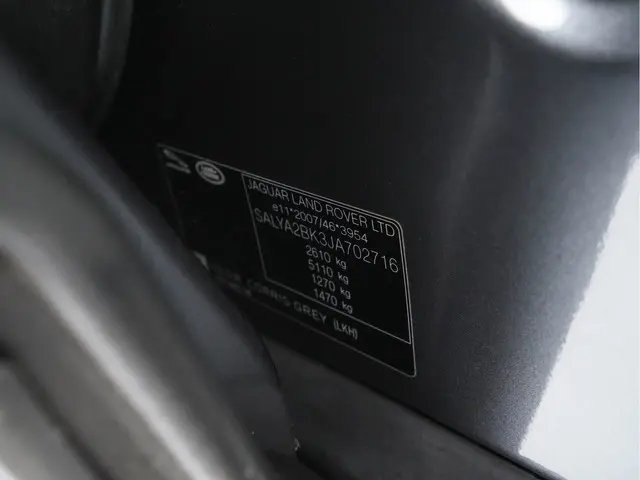 JAGUAR LAND ROVER LTD
e11*2007/46*3954
SALYA2BK3JA702716
2610 kg
5110 kg
1270 kg
1470 kg
CORRIS GREY (LKH)